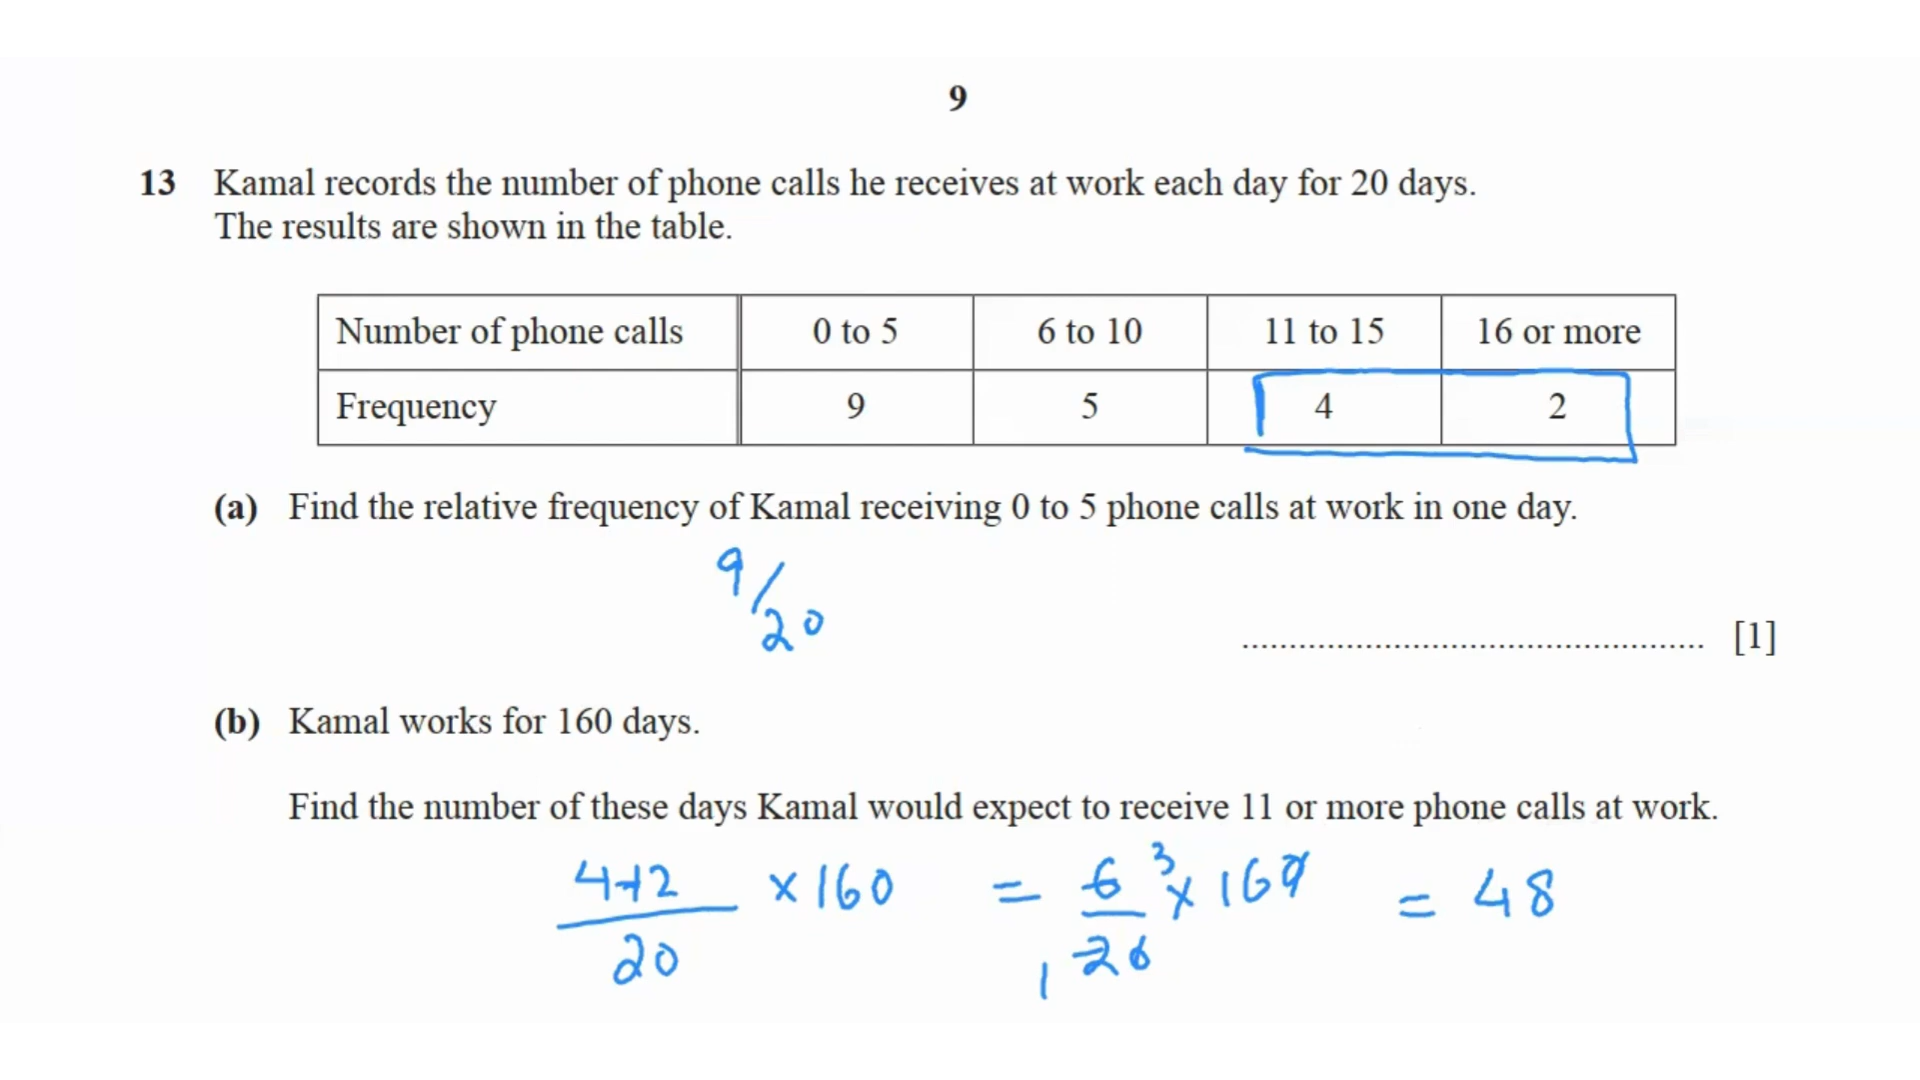 9
13 Kamal records the number of phone calls he receives at work each day for 20 days.
The results are shown in the table.
Number of phone calls 0 to 5 6 to 10 11 to 15 16 or more
Frequency 9 5 4 2
(a) Find the relative frequency of Kamal receiving 0 to 5 phone calls at work in one day.
9/20
................................................. [1]
(b) Kamal works for 160 days.
Find the number of these days Kamal would expect to receive 11 or more phone calls at work.
4+2 × 160 = 6 3 × 160 = 48
20 1 20